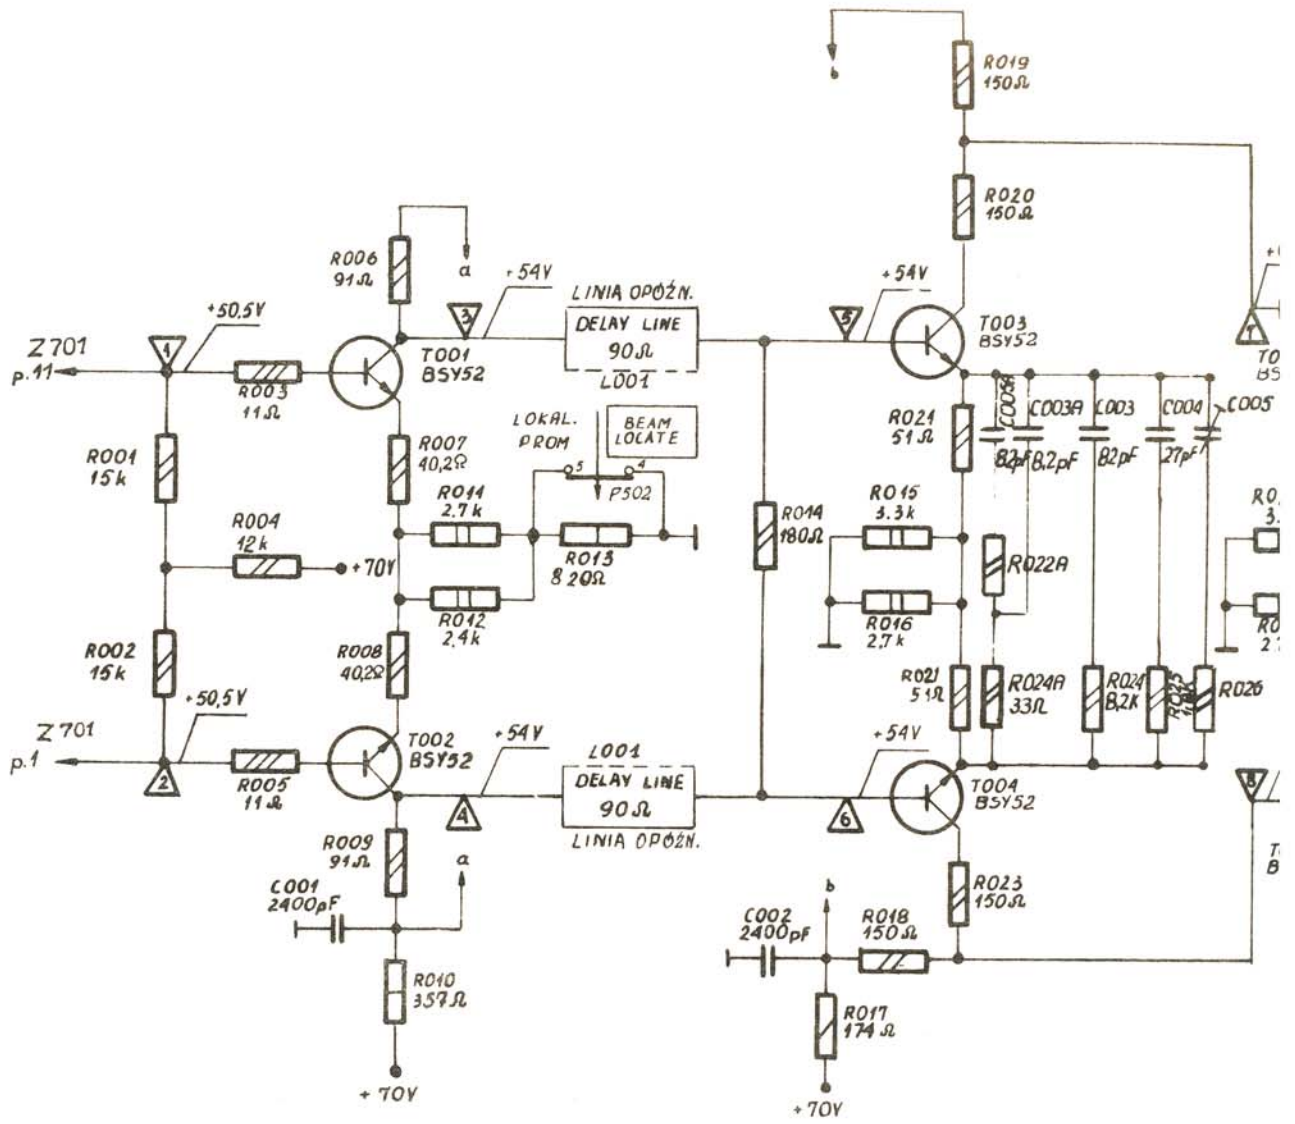 b
R019
150Ω
R020
150Ω
R006
91Ω
a
+54V
LINIA OPÓŹN.
DELAY LINE
90Ω
L001
+54V
+50,5V
3
5
7
T001
BSY52
T003
BSY52
Z701
p.11
1
R003
11Ω
LOKAL.
PROM
BEAM
LOCATE
5
4
P502
R001
15k
R007
40,2Ω
R011
2.7k
R021
51Ω
C005A
C003A
C003
C004
C005
82pF
8,2pF
82pF
27pF
R004
12k
+70V
R013
820Ω
R014
180Ω
R015
3.3k
R022A
R012
2,4k
R016
2,7k
R002
15k
R008
40,2Ω
R021
51Ω
R024A
33Ω
R024
8,2k
R025
R026
Z701
p.1
2
+50,5V
R005
11Ω
T002
BSY52
+54V
4
L001
DELAY LINE
90Ω
LINIA OPÓŹN.
+54V
6
T004
BSY52
8
R009
91Ω
a
C001
2400pF
R010
357Ω
+70V
b
C002
2400pF
R018
150Ω
R023
150Ω
R017
174Ω
+70V